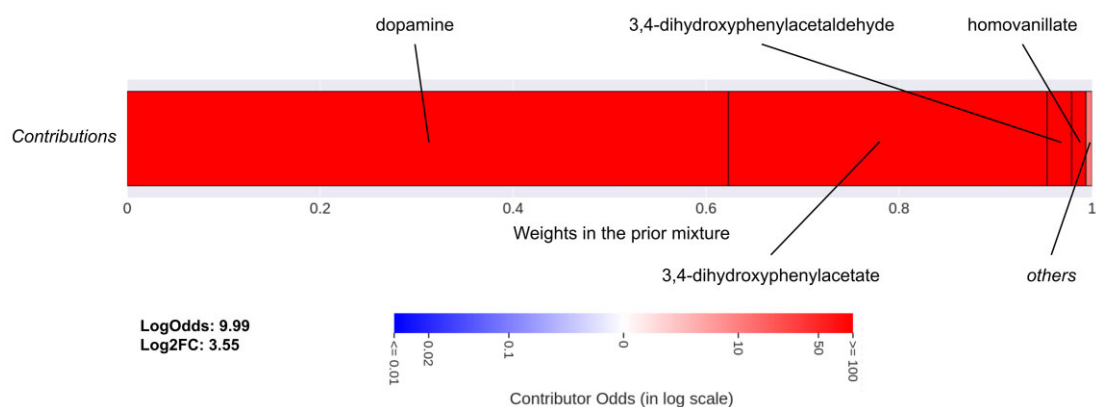 dopamine
3,4-dihydroxyphenylacetaldehyde
homovanillate
Contributions
0
0.2
0.4
0.6
0.8
1
Weights in the prior mixture
3,4-dihydroxyphenylacetate
others
LogOdds: 9.99
Log2FC: 3.55
<= 0.01
0.02
0.1
0
10
50
>= 100
Contributor Odds (in log scale)